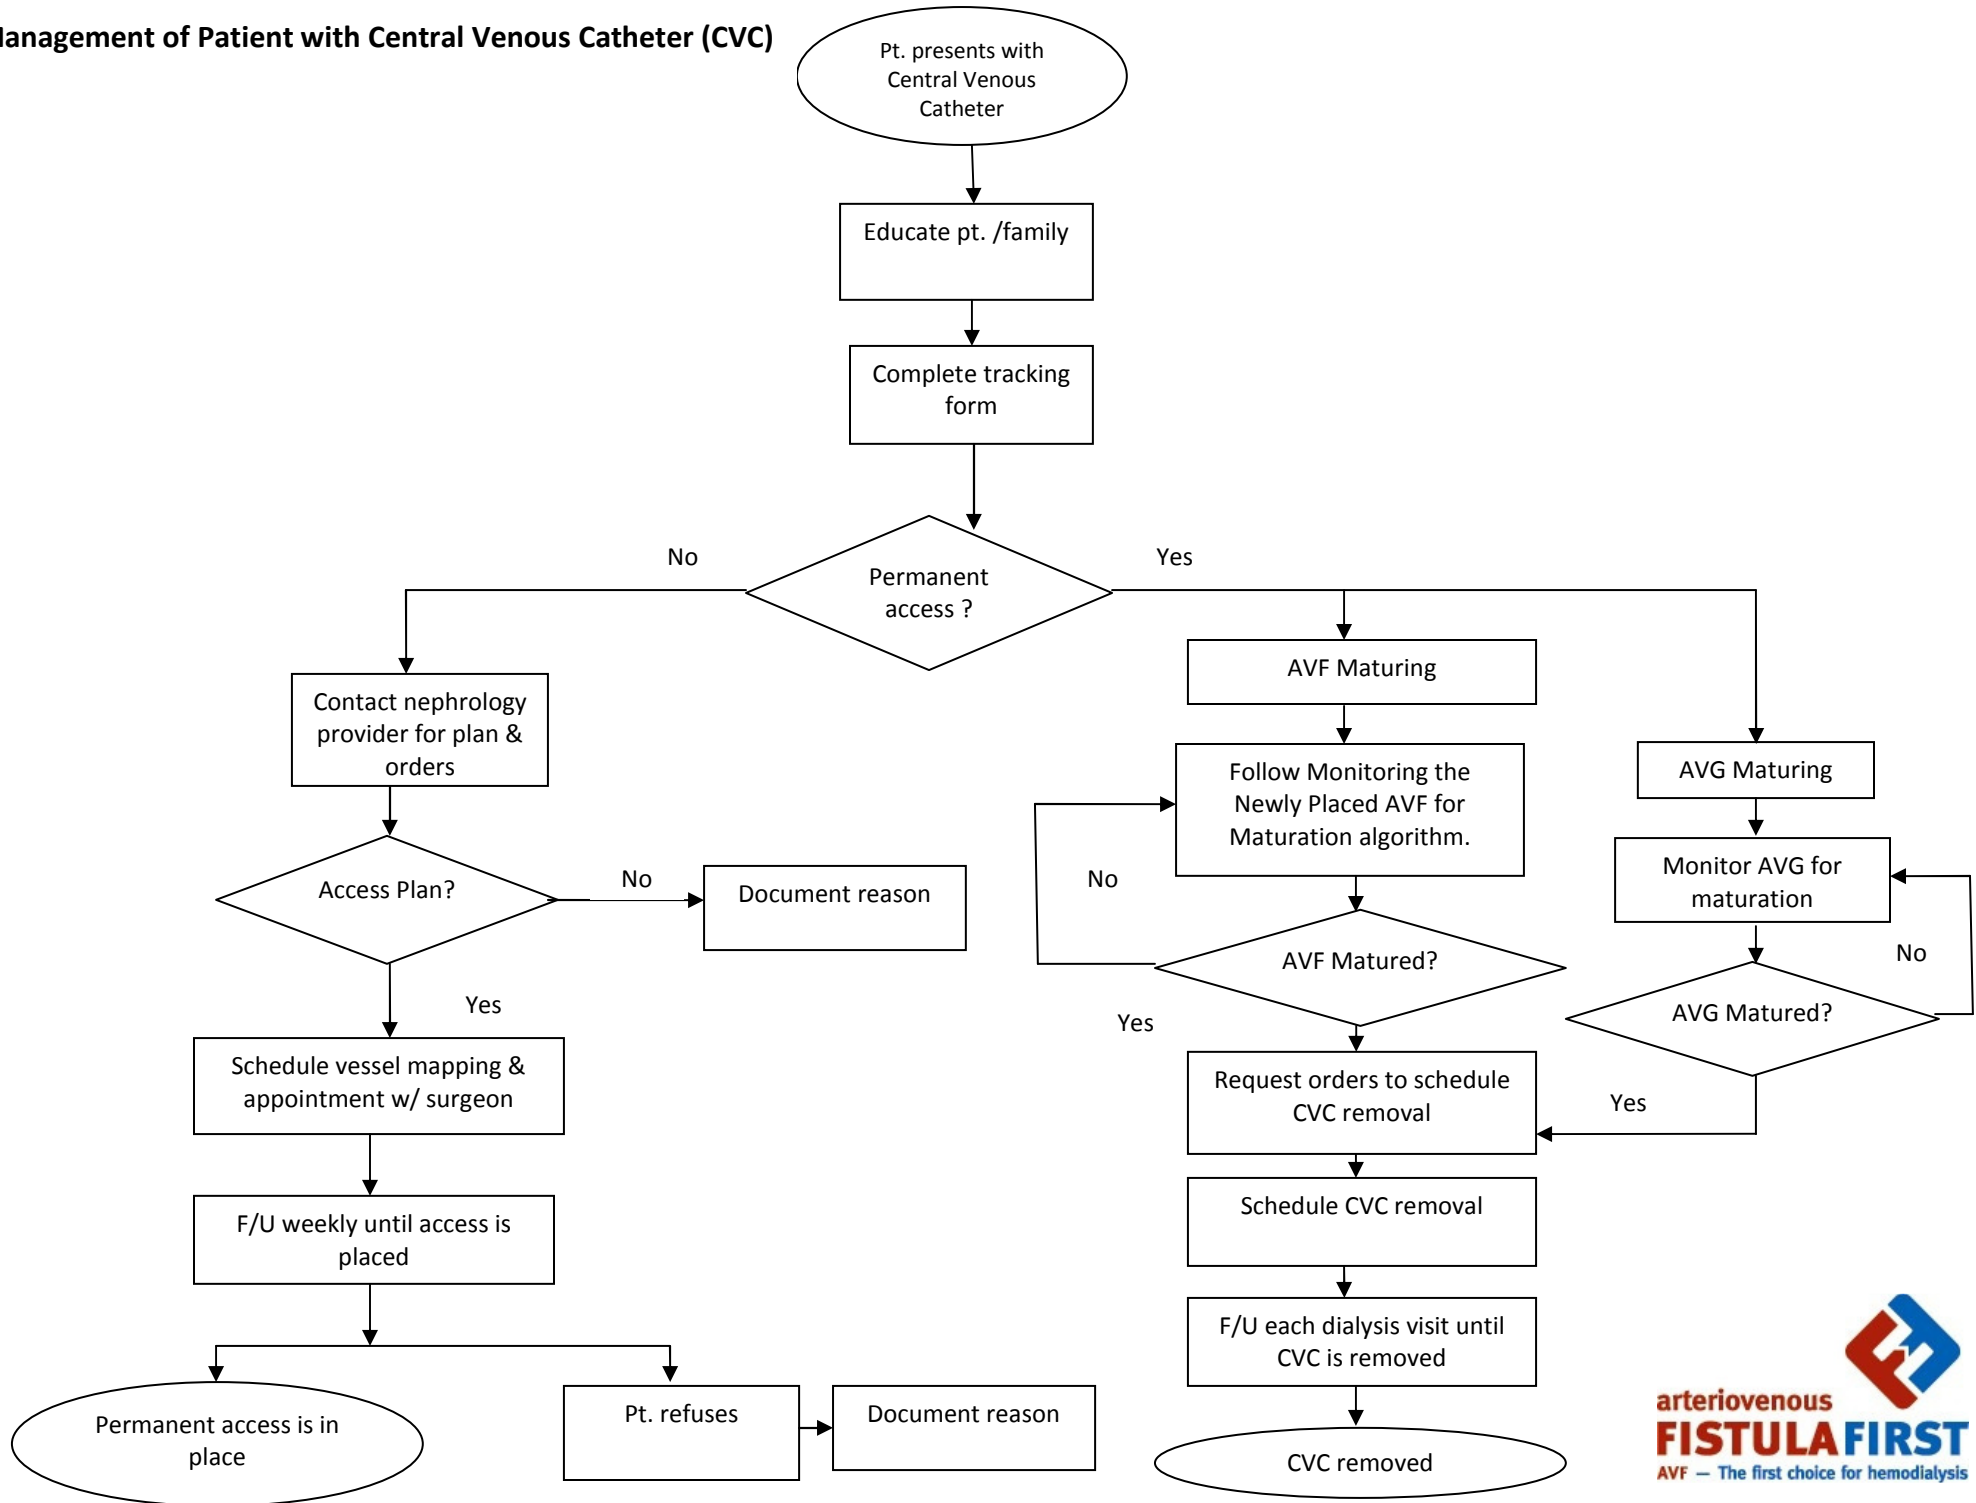 anagement of Patient with Central Venous Catheter (CVC)
Pt. presents with
Central Venous
Catheter
Educate pt. /family
Complete tracking
form
Permanent
access ?
No
Yes
Contact nephrology
provider for plan &
orders
Access Plan?
No
Document reason
Yes
Schedule vessel mapping &
appointment w/ surgeon
F/U weekly until access is
placed
Permanent access is in
place
Pt. refuses
Document reason
AVF Maturing
Follow Monitoring the
Newly Placed AVF for
Maturation algorithm.
No
AVF Matured?
Yes
AVG Maturing
Monitor AVG for
maturation
No
AVG Matured?
Yes
Request orders to schedule
CVC removal
Schedule CVC removal
F/U each dialysis visit until
CVC is removed
CVC removed
arteriovenous
FISTULA FIRST
AVF — The first choice for hemodialysis